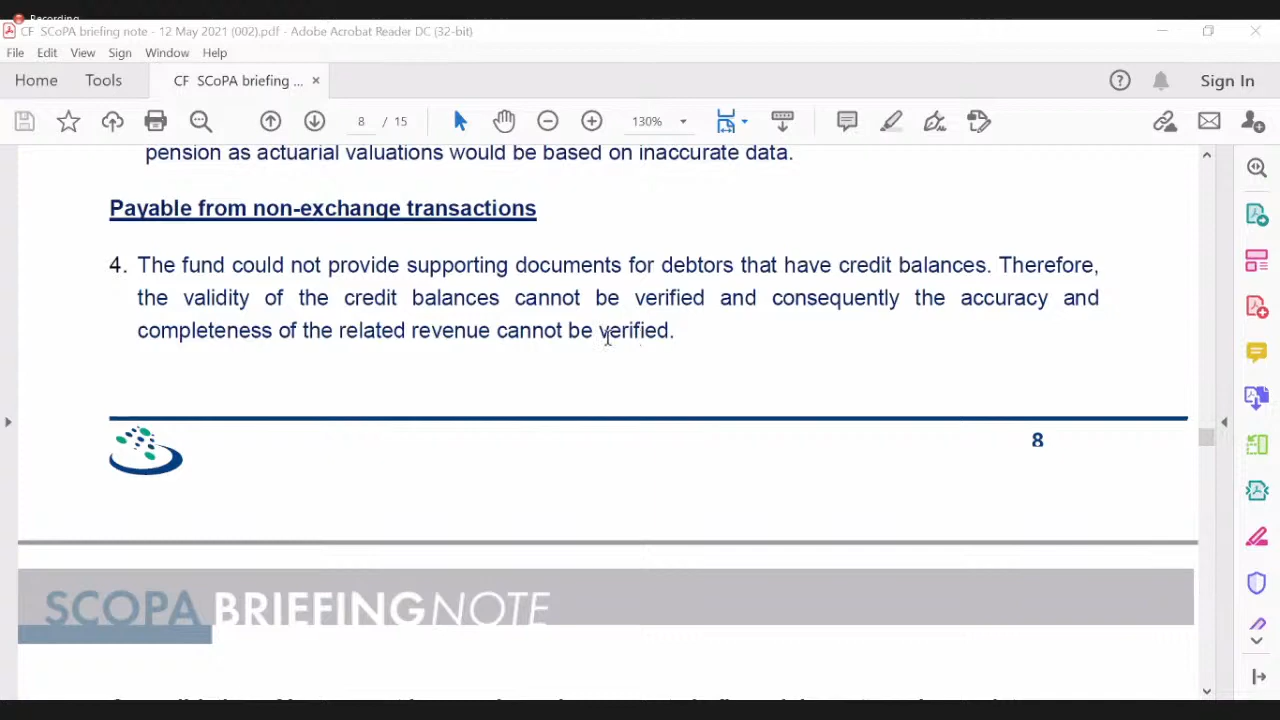 Recording
CF SCoPA briefing note - 12 May 2021 (002).pdf - Adobe Acrobat Reader DC (32-bit)
File Edit View Sign Window Help
Home Tools CF SCoPA briefing ... × Sign In
8 / 15 130%
pension as actuarial valuations would be based on inaccurate data.
Payable from non-exchange transactions
4. The fund could not provide supporting documents for debtors that have credit balances. Therefore,
the validity of the credit balances cannot be verified and consequently the accuracy and
completeness of the related revenue cannot be verified.
8
SCOPA BRIEFINGNOTE